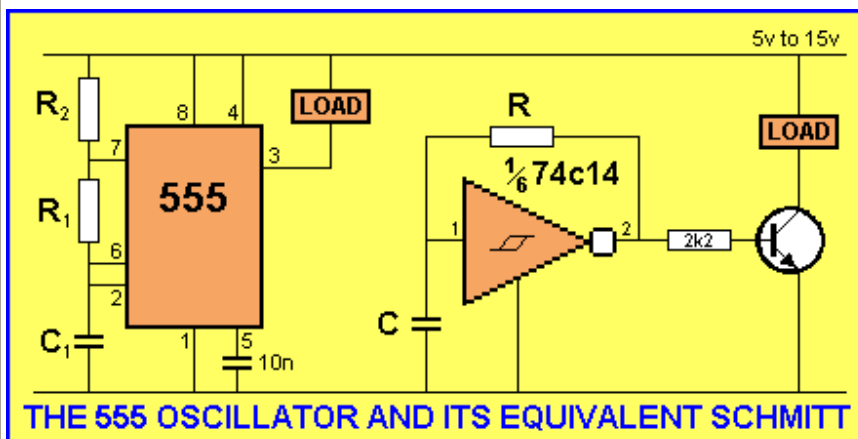 5v to 15v
R2
8
4
LOAD
7
3
555
R1
6
2
C1
1
5
10n
R
1/6 74c14
1
2
C
2k2
LOAD
THE 555 OSCILLATOR AND ITS EQUIVALENT SCHMITT